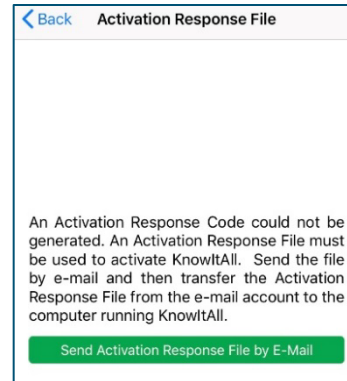 Back Activation Response File
An Activation Response Code could not be
generated. An Activation Response File must
be used to activate KnowItAll. Send the file
by e-mail and then transfer the Activation
Response File from the e-mail account to the
computer running KnowItAll.
Send Activation Response File by E-Mail